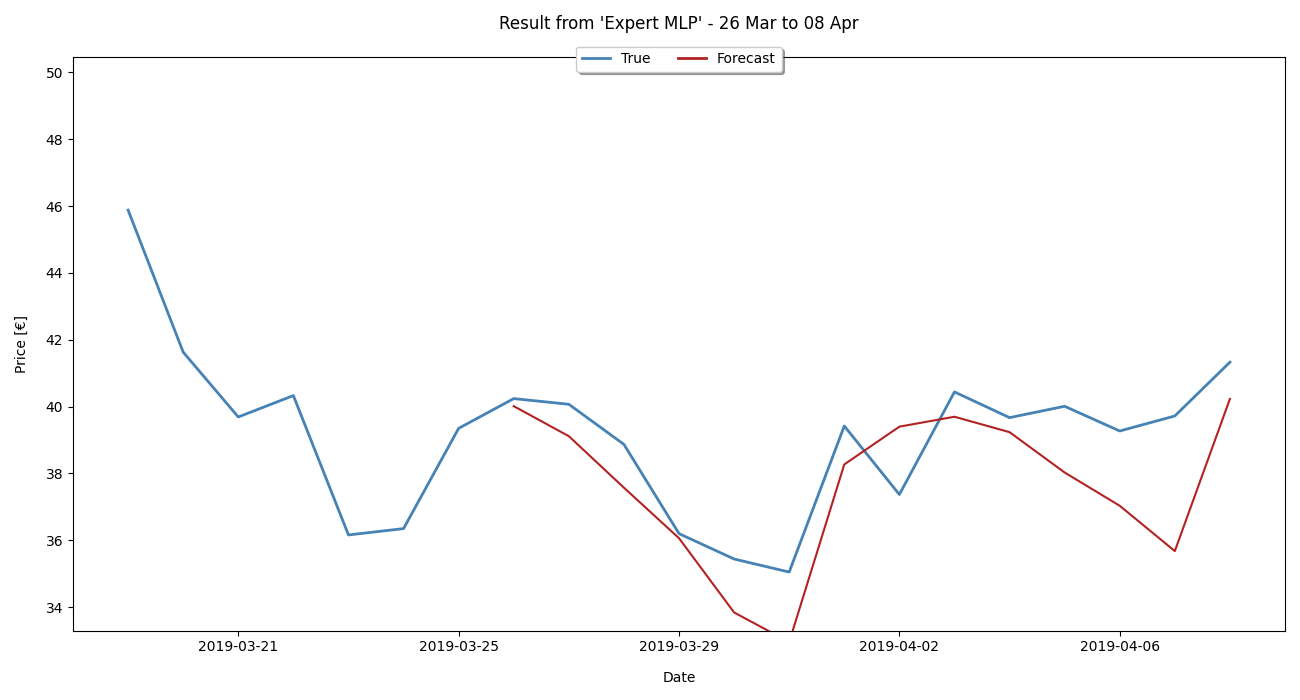 Result from 'Expert MLP' - 26 Mar to 08 Apr
True Forecast
50
48
46
44
42
40
38
36
34
Price [€]
2019-03-21 2019-03-25 2019-03-29 2019-04-02 2019-04-06
Date